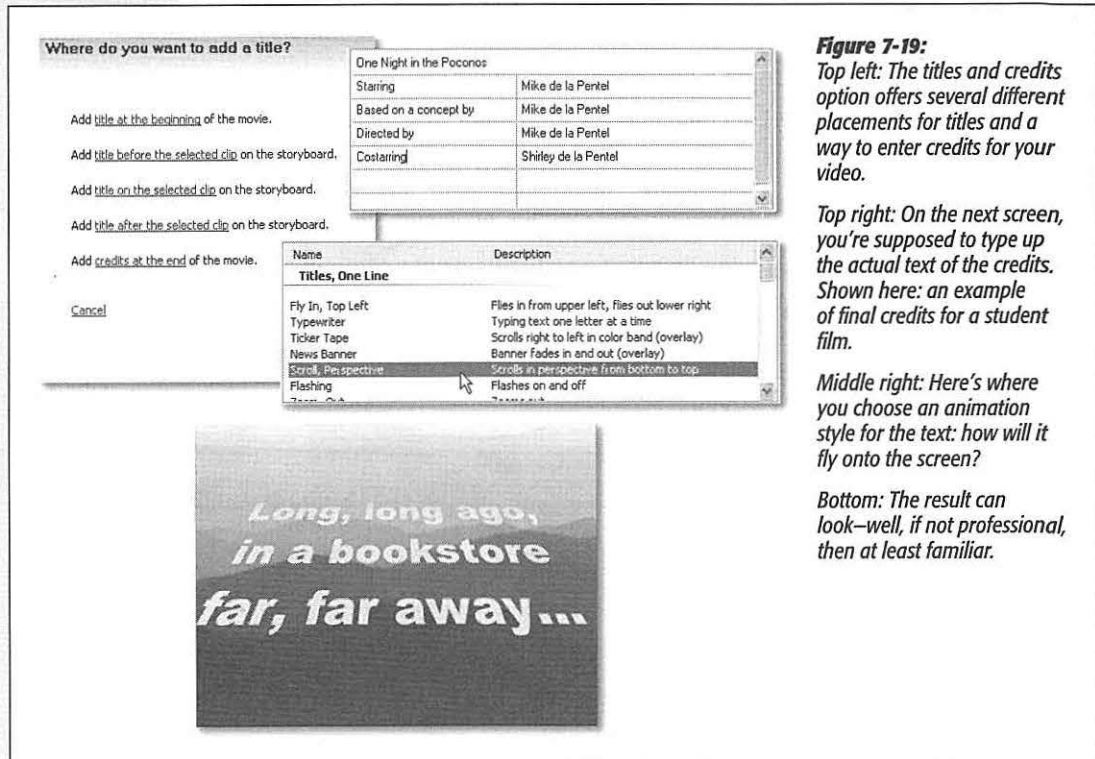 Where do you want to add a title?
Add title at the beginning of the movie.
Add title before the selected clip on the storyboard.
Add title on the selected clip on the storyboard.
Add title after the selected clip on the storyboard.
Add credits at the end of the movie.
Cancel
One Night in the Poconos
Starring Mike de la Pentel
Based on a concept by Mike de la Pentel
Directed by Mike de la Pentel
Costarring Shirley de la Pentel
Name Description
Titles, One Line
Fly In, Top Left Flies in from upper left, flies out lower right
Typewriter Typing text one letter at a time
Ticker Tape Scrolls right to left in color band (overlay)
News Banner Banner fades in and out (overlay)
Scroll, Perspective Scrolls in perspective from bottom to top
Flashing Flashes on and off
Long, long ago,
in a bookstore
far, far away...
Figure 7-19:
Top left: The titles and credits
option offers several different
placements for titles and a
way to enter credits for your
video.
Top right: On the next screen,
you're supposed to type up
the actual text of the credits.
Shown here: an example
of final credits for a student
film.
Middle right: Here's where
you choose an animation
style for the text: how will it
fly onto the screen?
Bottom: The result can
look—well, if not professional,
then at least familiar.